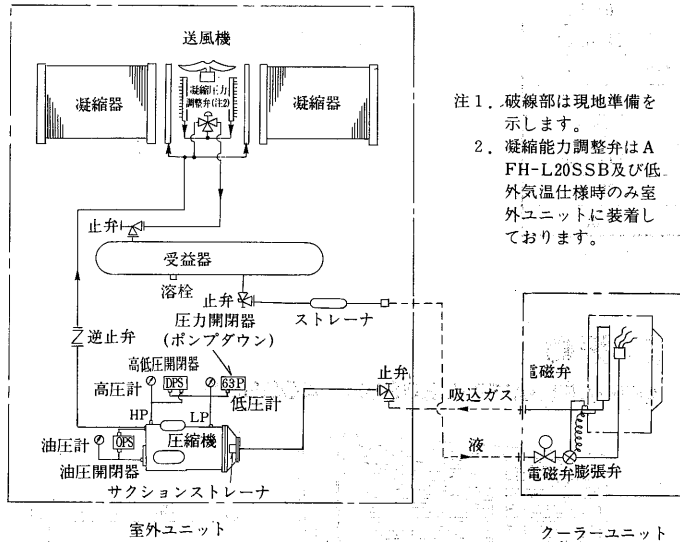 送風機
凝縮器
凝縮圧力
調整弁(注2)
凝縮器
注1．破線部は現地準備を
示します。
2．凝縮能力調整弁はA
FH-L20SSB及び低
外気温仕様時のみ室
外ユニットに装着し
ております。
止弁
受益器
溶栓
止弁
ストレーナ
圧力開閉器
(ポンプダウン)
逆止弁
高低圧開閉器
DPS
63P
高圧計
低圧計
HP
LP
止弁
電磁弁
吸込ガス
油圧計
OPS
圧縮機
液
油圧開閉器
電磁弁
膨張弁
サクションストレーナ
室外ユニット
クーラーユニット